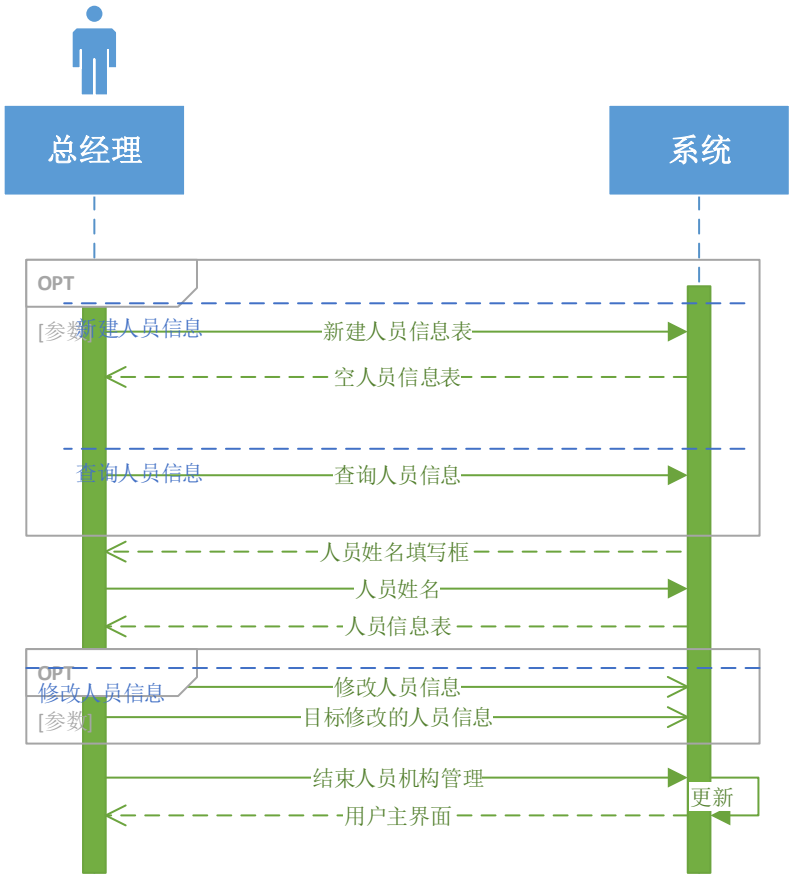 总经理
系统
OPT
[参数]
新建人员信息
新建人员信息表
空人员信息表
查询人员信息
查询人员信息
人员姓名填写框
人员姓名
人员信息表
OPT
修改人员信息
修改人员信息
[参数]
目标修改的人员信息
结束人员机构管理
更新
用户主界面